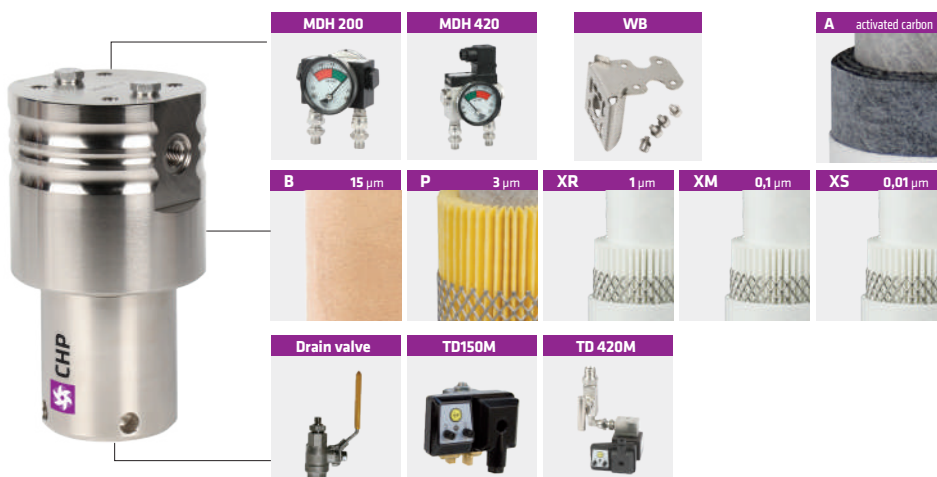 MDH 200
MDH 420
WB
A activated carbon
B 15 µm
P 3 µm
XR 1 µm
XM 0,1 µm
XS 0,01 µm
CHP
Drain valve
TD150M
TD 420M